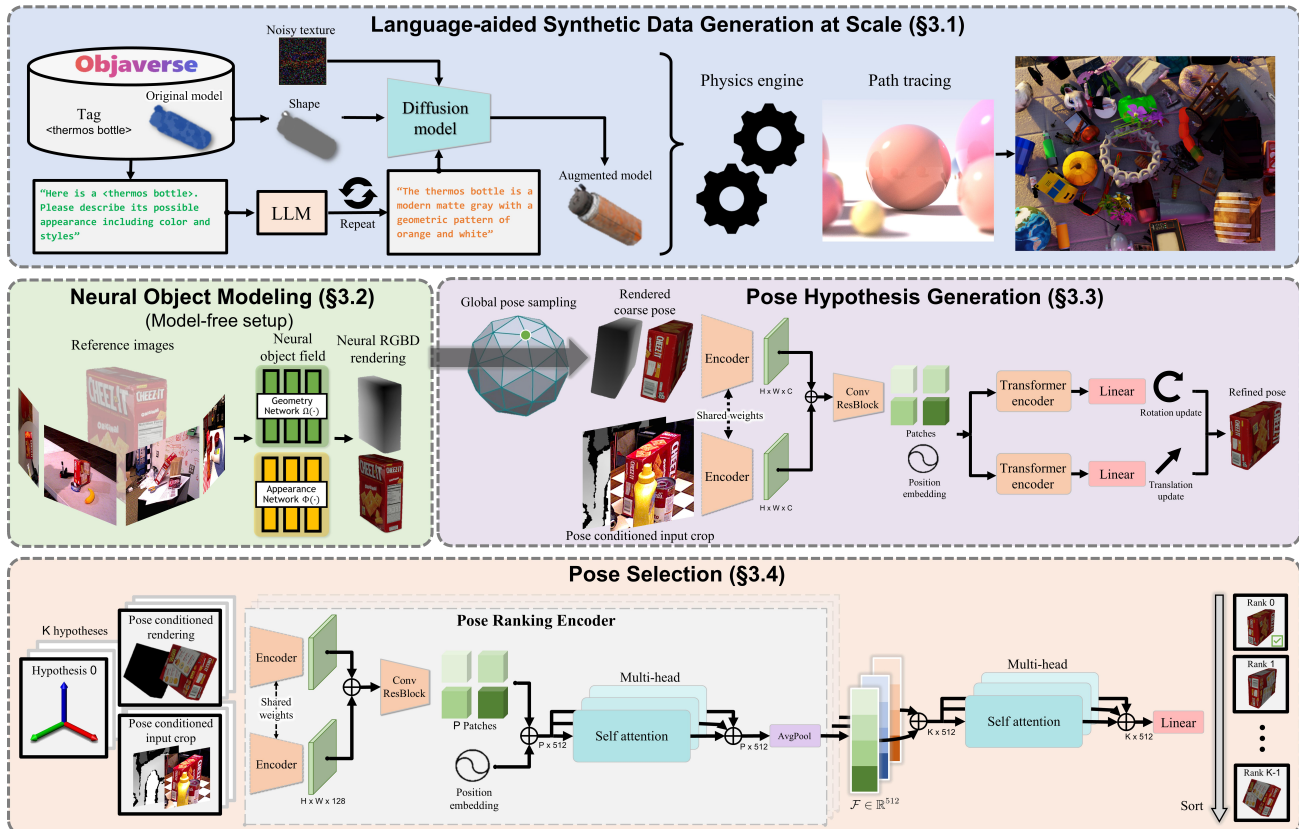 Language-aided Synthetic Data Generation at Scale (§3.1)
Objaverse
Tag
<thermos bottle>
Original model
Noisy texture
Shape
Diffusion
model
"Here is a <thermos bottle>.
Please describe its possible
appearance including color and
styles"
LLM
Repeat
"The thermos bottle is a
modern matte gray with a
geometric pattern of
orange and white"
Augmented model
Physics engine
Path tracing
Neural Object Modeling (§3.2)
(Model-free setup)
Reference images
Neural
object field
Neural RGBD
rendering
CHEEZ-IT
CHEEZ-IT
Geometry
Network Ω(·)
Appearance
Network Φ(·)
CHEEZ-IT
Pose Hypothesis Generation (§3.3)
Global pose sampling
Rendered
coarse pose
Encoder
H x W x C
Shared weights
Encoder
H x W x C
Pose conditioned input crop
Conv
ResBlock
Patches
Position
embedding
Transformer
encoder
Linear
Rotation update
Transformer
encoder
Linear
Translation
update
Refined pose
Pose Selection (§3.4)
K hypotheses
Hypothesis 0
Pose conditioned
rendering
Pose conditioned
input crop
Pose Ranking Encoder
Encoder
Shared
weights
Encoder
H x W x 128
Conv
ResBlock
P Patches
Position
embedding
P x 512
Multi-head
Self attention
P x 512
AvgPool
F ∈ ℝ⁵¹²
K x 512
Multi-head
Self attention
K x 512
Linear
Sort
Rank 0
Rank 1
Rank K-1